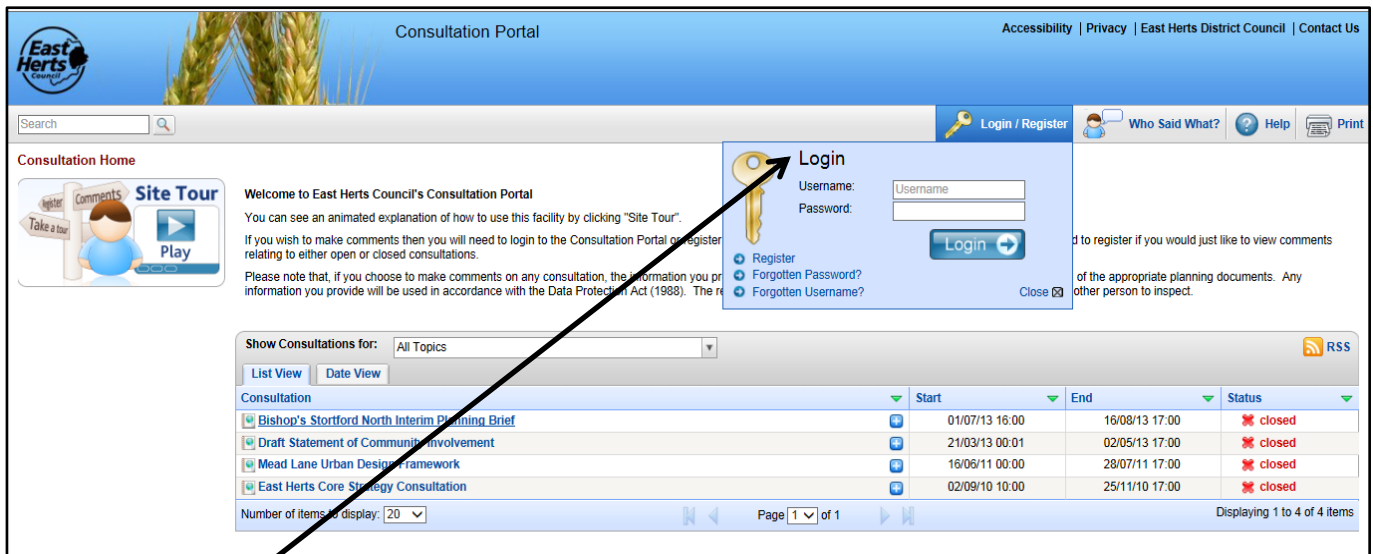 East
Herts
Council
Consultation Portal
Accessibility | Privacy | East Herts District Council | Contact Us
Search
Login / Register
Who Said What?
Help
Print
Consultation Home
Register
Comments
Take a tour
Site Tour
Play
Login
Username:
Username
Password:
Login
Register
Forgotten Password?
Forgotten Username?
Close
Welcome to East Herts Council's Consultation Portal
You can see an animated explanation of how to use this facility by clicking "Site Tour".
If you wish to make comments then you will need to login to the Consultation Portal or register d to register if you would just like to view comments
relating to either open or closed consultations.
Please note that, if you choose to make comments on any consultation, the information you pr of the appropriate planning documents. Any
information you provide will be used in accordance with the Data Protection Act (1988). The re other person to inspect.
Show Consultations for: All Topics
RSS
List View Date View
Consultation Start End Status
Bishop's Stortford North Interim Planning Brief 01/07/13 16:00 16/08/13 17:00 closed
Draft Statement of Community Involvement 21/03/13 00:01 02/05/13 17:00 closed
Mead Lane Urban Design Framework 16/06/11 00:00 28/07/11 17:00 closed
East Herts Core Strategy Consultation 02/09/10 10:00 25/11/10 17:00 closed
Number of items to display: 20 Page 1 of 1 Displaying 1 to 4 of 4 items